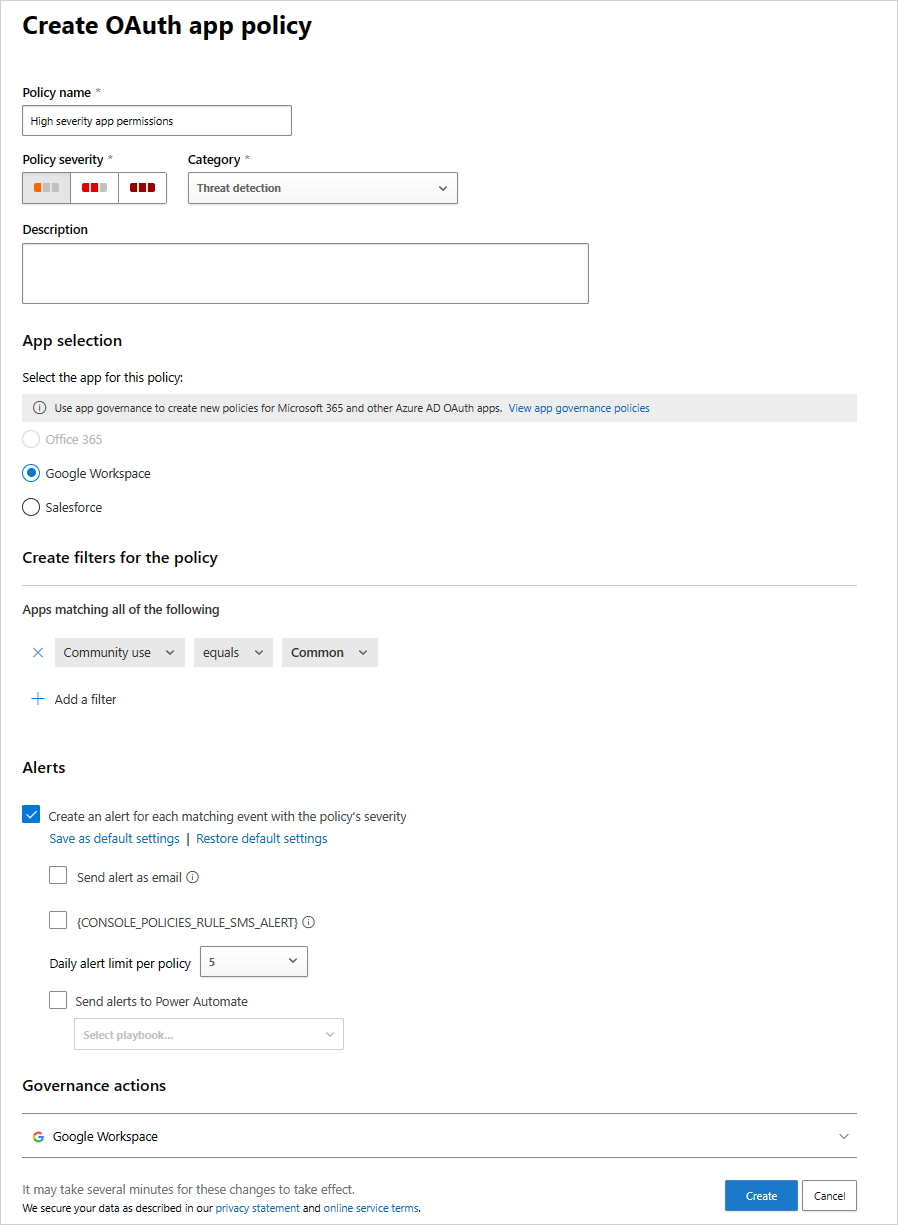 Create OAuth app policy
Policy name *
High severity app permissions
Policy severity * Category *
Threat detection
Description
App selection
Select the app for this policy:
Use app governance to create new policies for Microsoft 365 and other Azure AD OAuth apps. View app governance policies
Office 365
Google Workspace
Salesforce
Create filters for the policy
Apps matching all of the following
Community use equals Common
Add a filter
Alerts
Create an alert for each matching event with the policy's severity
Save as default settings | Restore default settings
Send alert as email
{CONSOLE_POLICIES_RULE_SMS_ALERT}
Daily alert limit per policy 5
Send alerts to Power Automate
Select playbook...
Governance actions
Google Workspace
It may take several minutes for these changes to take effect.
We secure your data as described in our privacy statement and online service terms.
Create Cancel